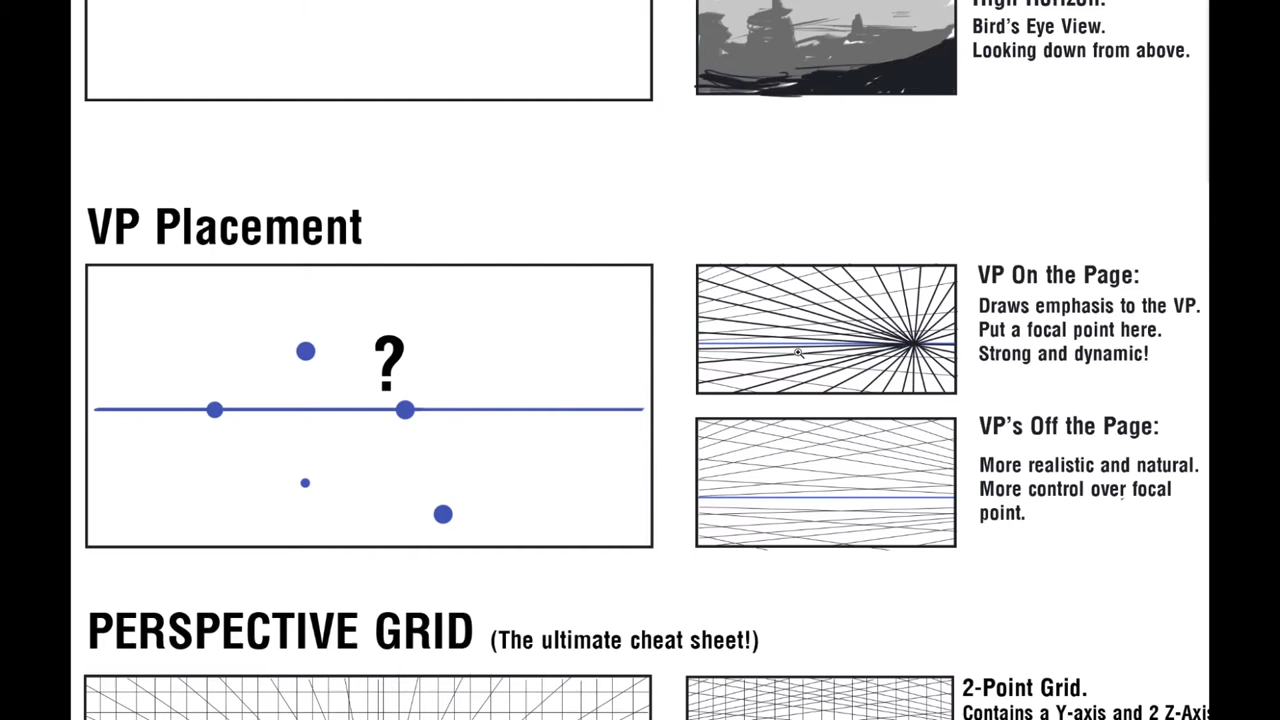 High Horizon:
Bird's Eye View.
Looking down from above.
VP Placement
?
VP On the Page:
Draws emphasis to the VP.
Put a focal point here.
Strong and dynamic!
VP's Off the Page:
More realistic and natural.
More control over focal
point.
PERSPECTIVE GRID (The ultimate cheat sheet!)
2-Point Grid.
Contains a Y-axis and 2 Z-Axis